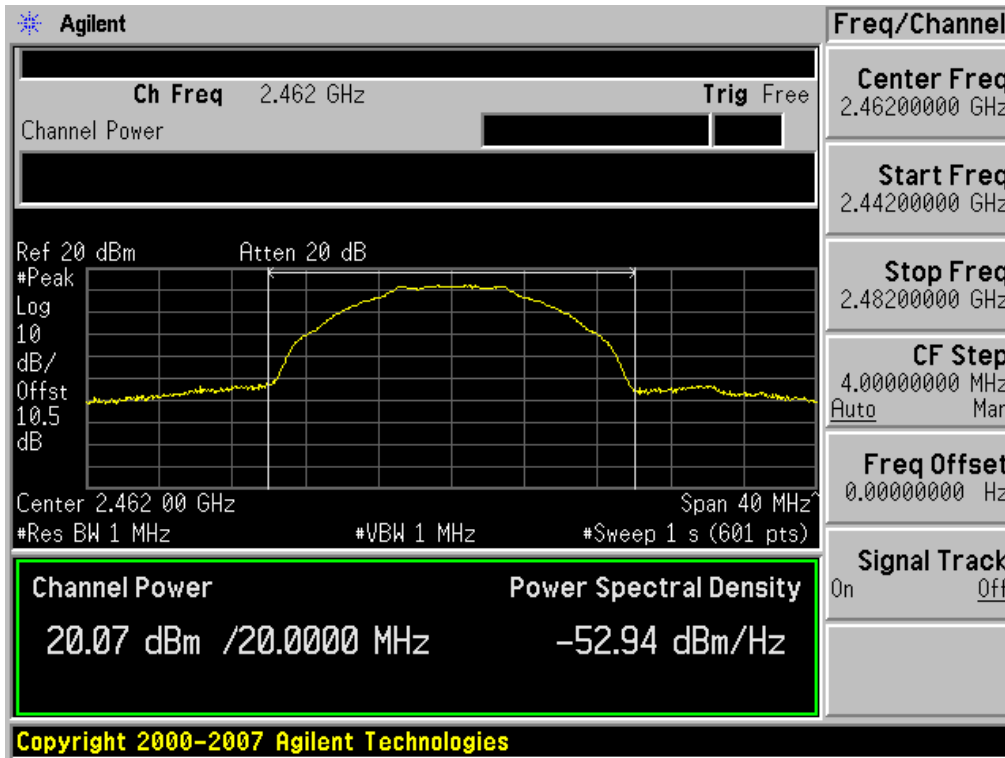 Agilent
Freq/Channel
Ch Freq 2.462 GHz Trig Free
Channel Power
Center Freq
2.46200000 GHz
Start Freq
2.44200000 GHz
Stop Freq
2.48200000 GHz
CF Step
4.00000000 MHz
Auto Man
Freq Offset
0.00000000 Hz
Signal Track
On Off
Ref 20 dBm Atten 20 dB
#Peak
Log
10
dB/
Offst
10.5
dB
Center 2.462 00 GHz Span 40 MHz^
#Res BW 1 MHz #VBW 1 MHz #Sweep 1 s (601 pts)
Channel Power Power Spectral Density
20.07 dBm /20.0000 MHz -52.94 dBm/Hz
Copyright 2000-2007 Agilent Technologies